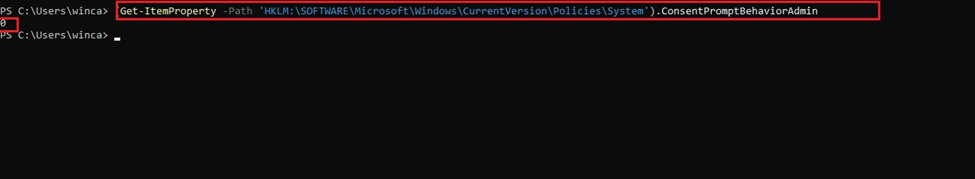 PS C:\Users\winca> (Get-ItemProperty -Path 'HKLM:\SOFTWARE\Microsoft\Windows\CurrentVersion\Policies\System').ConsentPromptBehaviorAdmin
0
PS C:\Users\winca>